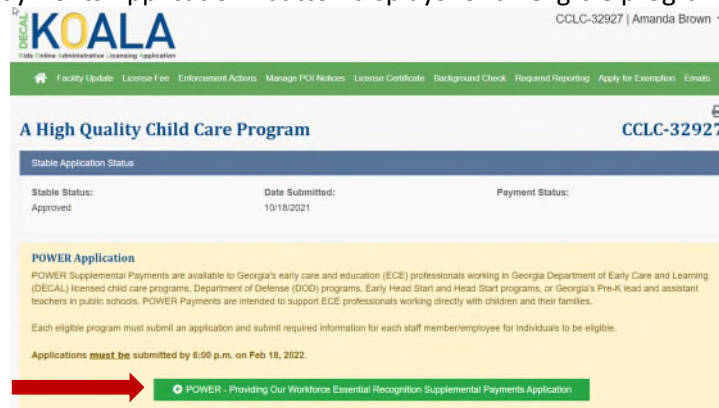 CCLC-32927 | Amanda Brown
DECAL
KOALA
Kids Online Administrative Licensing Application
Facility Update License Fee Enforcement Actions Manage POI Notices License Certificate Background Check Required Reporting Apply for Exemption Emails
A High Quality Child Care Program
CCLC-32927
Stable Application Status
Stable Status: Date Submitted: Payment Status:
Approved 10/18/2021
POWER Application
POWER Supplemental Payments are available to Georgia's early care and education (ECE) professionals working in Georgia Department of Early Care and Learning
(DECAL) licensed child care programs, Department of Defense (DOD) programs, Early Head Start and Head Start programs, or Georgia's Pre-K lead and assistant
teachers in public schools. POWER Payments are intended to support ECE professionals working directly with children and their families.
Each eligible program must submit an application and submit required information for each staff member/employee for individuals to be eligible.
Applications must be submitted by 6:00 p.m. on Feb 18, 2022.
POWER - Providing Our Workforce Essential Recognition Supplemental Payments Application